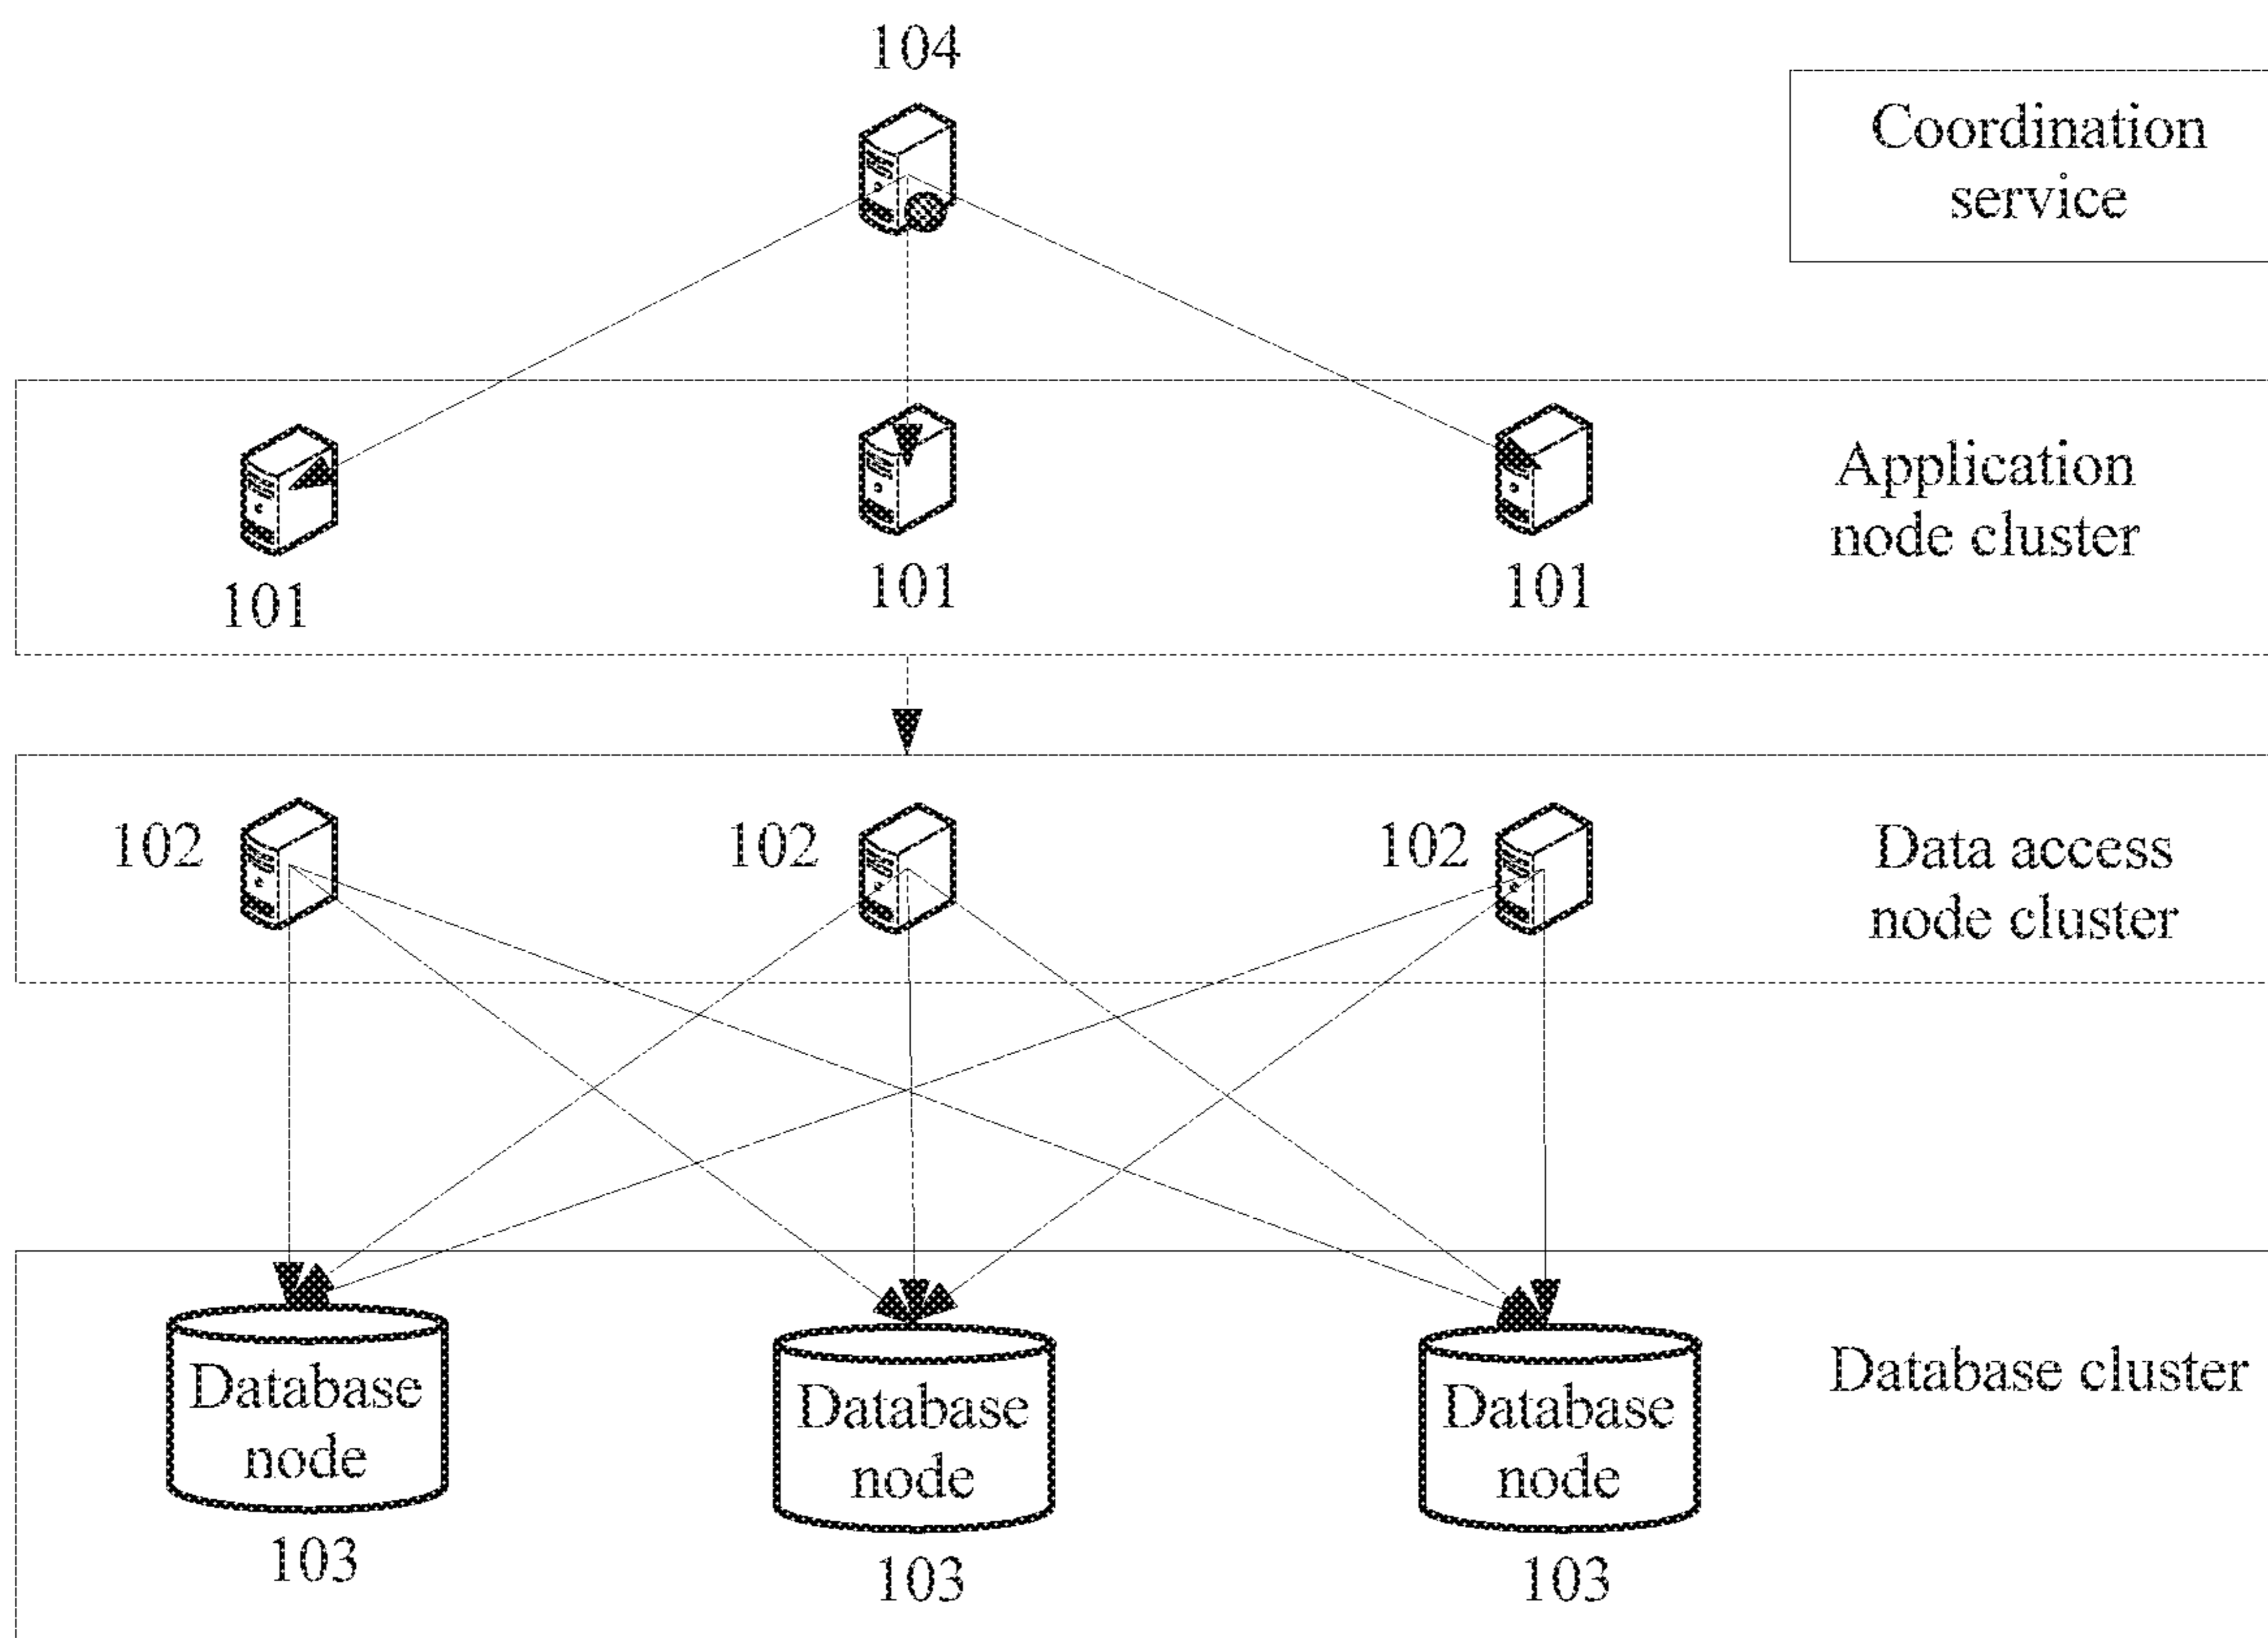 104
Coordination
service
Application
node cluster
101
101
101
102
102
102
Data access
node cluster
Database
node
Database
node
Database
node
Database cluster
103
103
103